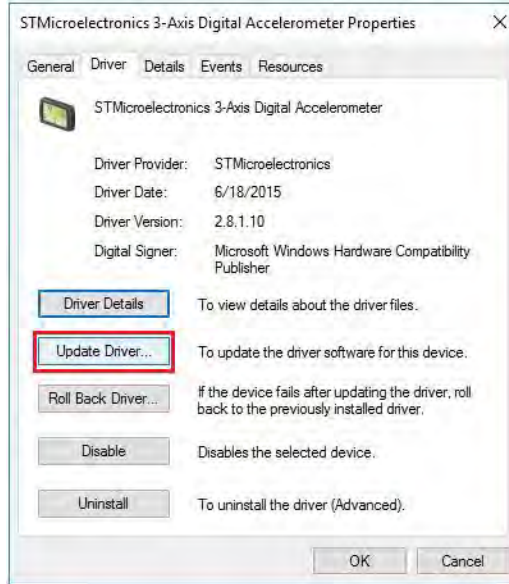 STMicroelectronics 3-Axis Digital Accelerometer Properties
General Driver Details Events Resources
STMicroelectronics 3-Axis Digital Accelerometer
Driver Provider: STMicroelectronics
Driver Date: 6/18/2015
Driver Version: 2.8.1.10
Digital Signer: Microsoft Windows Hardware Compatibility
Publisher
Driver Details To view details about the driver files.
Update Driver... To update the driver software for this device.
Roll Back Driver... If the device fails after updating the driver, roll
back to the previously installed driver.
Disable Disables the selected device.
Uninstall To uninstall the driver (Advanced).
OK Cancel